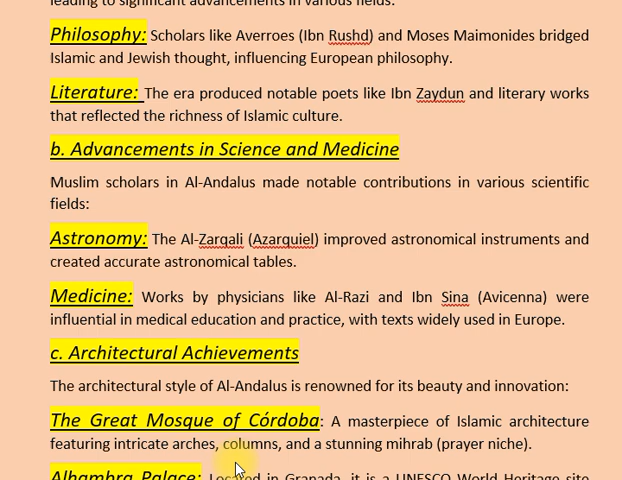 leading to significant advancements in various fields.
Philosophy: Scholars like Averroes (Ibn Rushd) and Moses Maimonides bridged
Islamic and Jewish thought, influencing European philosophy.
Literature: The era produced notable poets like Ibn Zaydun and literary works
that reflected the richness of Islamic culture.
b. Advancements in Science and Medicine
Muslim scholars in Al-Andalus made notable contributions in various scientific
fields:
Astronomy: The Al-Zarqali (Azarquiel) improved astronomical instruments and
created accurate astronomical tables.
Medicine: Works by physicians like Al-Razi and Ibn Sina (Avicenna) were
influential in medical education and practice, with texts widely used in Europe.
c. Architectural Achievements
The architectural style of Al-Andalus is renowned for its beauty and innovation:
The Great Mosque of Córdoba: A masterpiece of Islamic architecture
featuring intricate arches, columns, and a stunning mihrab (prayer niche).
Alhambra Palace: Located in Granada, it is a UNESCO World Heritage site